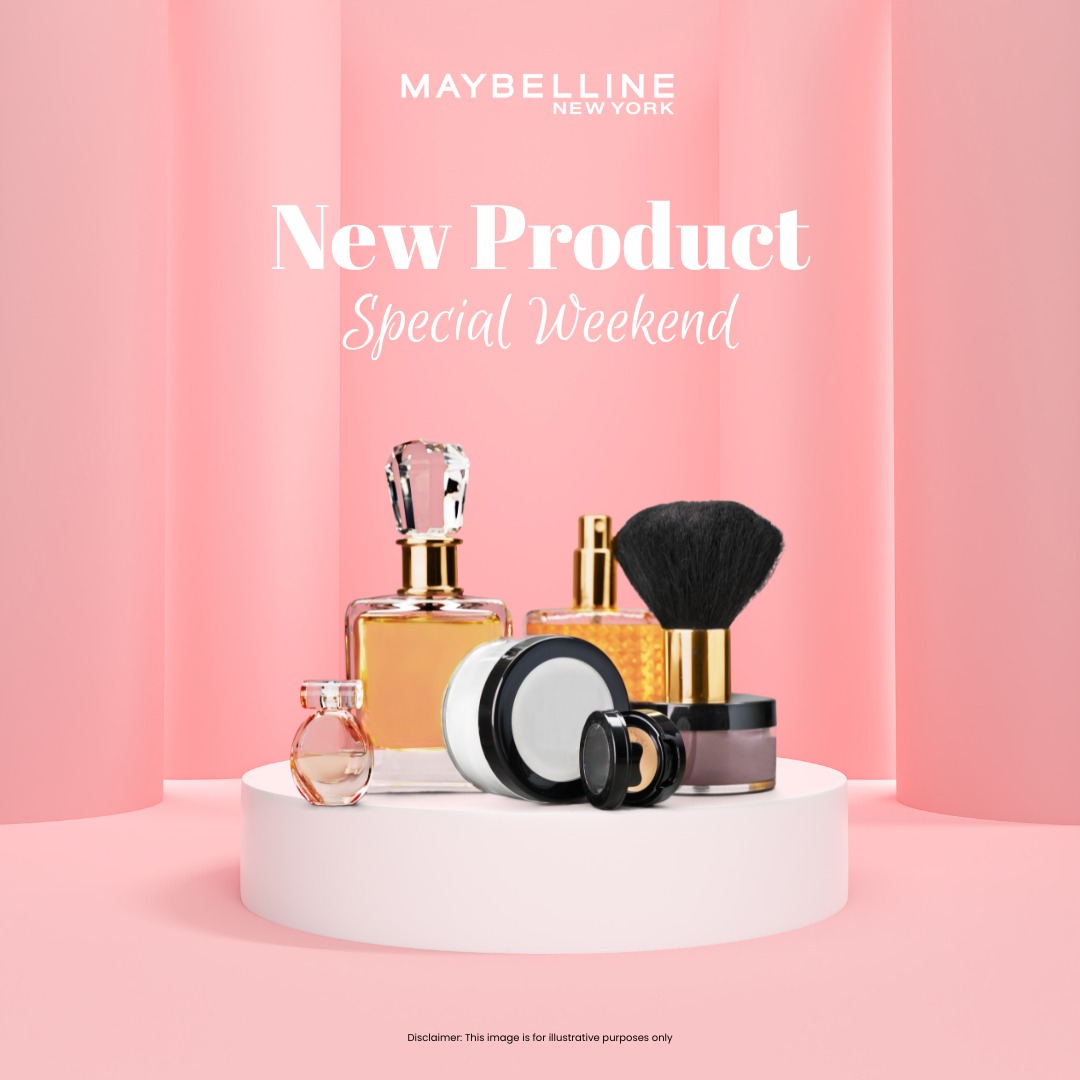 MAYBELLINE
NEW YORK
New Product
Special Weekend
Disclaimer: This image is for illustrative purposes only